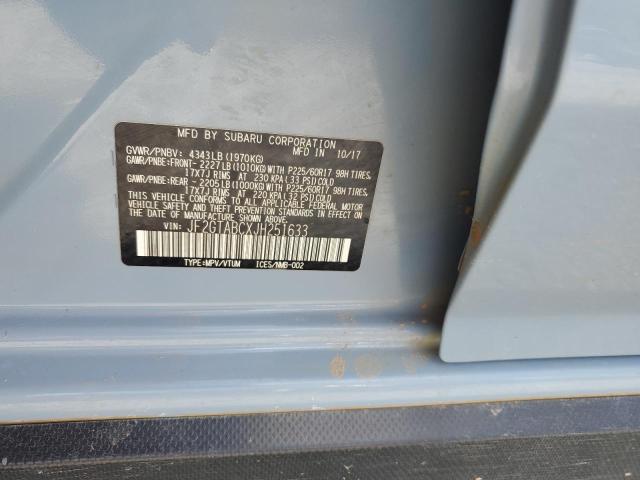 MFD BY SUBARU CORPORATION
GVWR/PNBV: 4343LB(1970KG) MFD IN 10/17
GAWR/PNBE:FRONT- 2227LB(1010KG)WITH P225/60R17 98H TIRES,
17X7J RIMS AT 230 KPA(33 PSI)COLD
GAWR/PNBE:REAR - 2205LB(1000KG)WITH P225/60R17 98H TIRES,
17X7J RIMS AT 220 KPA(32 PSI)COLD
THIS VEHICLE CONFORMS TO ALL APPLICABLE FEDERAL MOTOR
VEHICLE SAFETY, BUMPER, AND THEFT PREVENTION STANDARDS
IN EFFECT ON THE DATE OF MANUFACTURE SHOWN ABOVE.
VIN: JF2GTABCXJH251633
TYPE:MPV/VTUM ICES/NMB-002